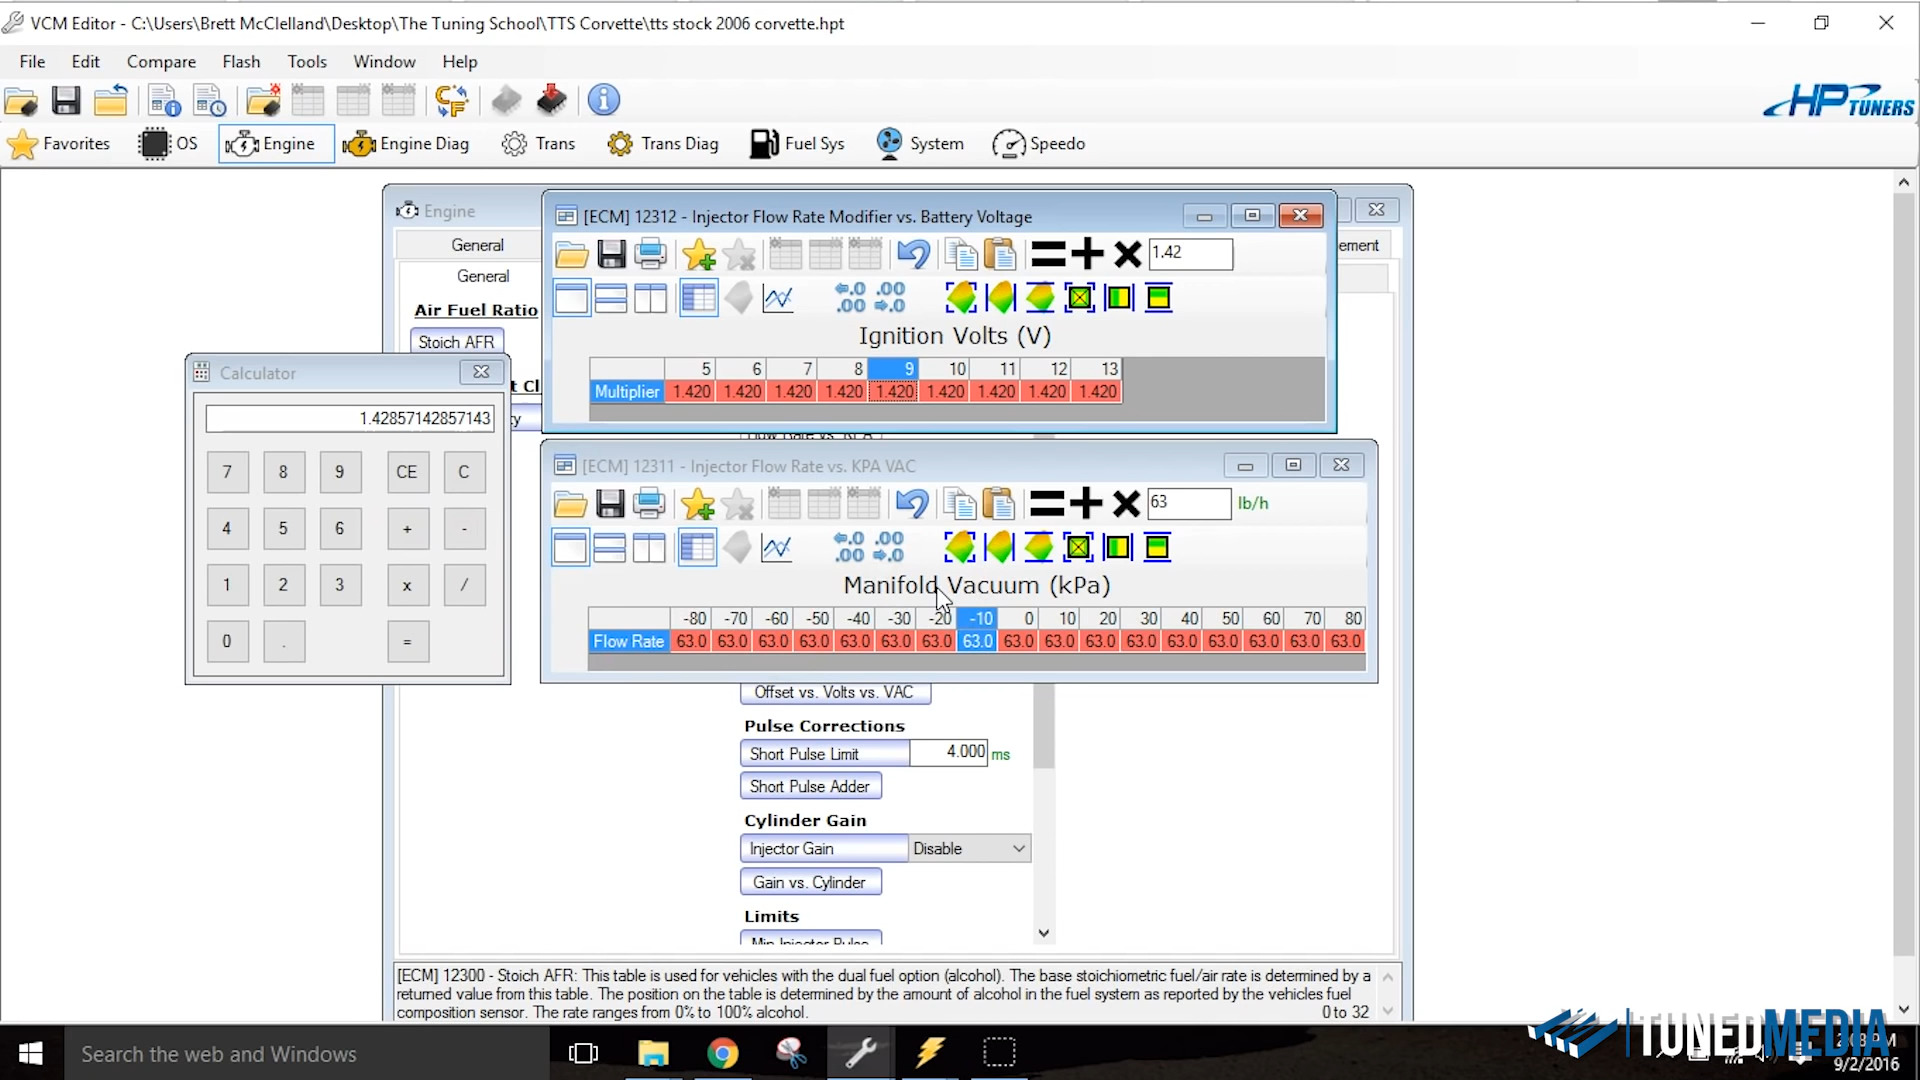 VCM Editor - C:\Users\Brett McClelland\Desktop\The Tuning School\TTS Corvette\tts stock 2006 corvette.hpt
File Edit Compare Flash Tools Window Help
HP TUNERS
Favorites OS Engine Engine Diag Trans Trans Diag Fuel Sys System Speedo
Engine
General
ement
General
Air Fuel Ratio
Stoich AFR
t Cl
ty
[ECM] 12312 - Injector Flow Rate Modifier vs. Battery Voltage
1.42
Ignition Volts (V)
5 6 7 8 9 10 11 12 13
Multiplier 1.420 1.420 1.420 1.420 1.420 1.420 1.420 1.420 1.420
Calculator
1.42857142857143
7 8 9 CE C
4 5 6 + -
1 2 3 x /
0 . =
Flow Rate vs. KPA
[ECM] 12311 - Injector Flow Rate vs. KPA VAC
63 lb/h
Manifold Vacuum (kPa)
-80 -70 -60 -50 -40 -30 -20 -10 0 10 20 30 40 50 60 70 80
Flow Rate 63.0 63.0 63.0 63.0 63.0 63.0 63.0 63.0 63.0 63.0 63.0 63.0 63.0 63.0 63.0 63.0 63.0
Offset vs. Volts vs. VAC
Pulse Corrections
Short Pulse Limit 4.000 ms
Short Pulse Adder
Cylinder Gain
Injector Gain Disable
Gain vs. Cylinder
Limits
Min Injector Pulse
[ECM] 12300 - Stoich AFR: This table is used for vehicles with the dual fuel option (alcohol). The base stoichiometric fuel/air rate is determined by a
returned value from this table. The position on the table is determined by the amount of alcohol in the fuel system as reported by the vehicles fuel
composition sensor. The rate ranges from 0% to 100% alcohol. 0 to 32
Search the web and Windows
TUNEDMEDIA
9/2/2016